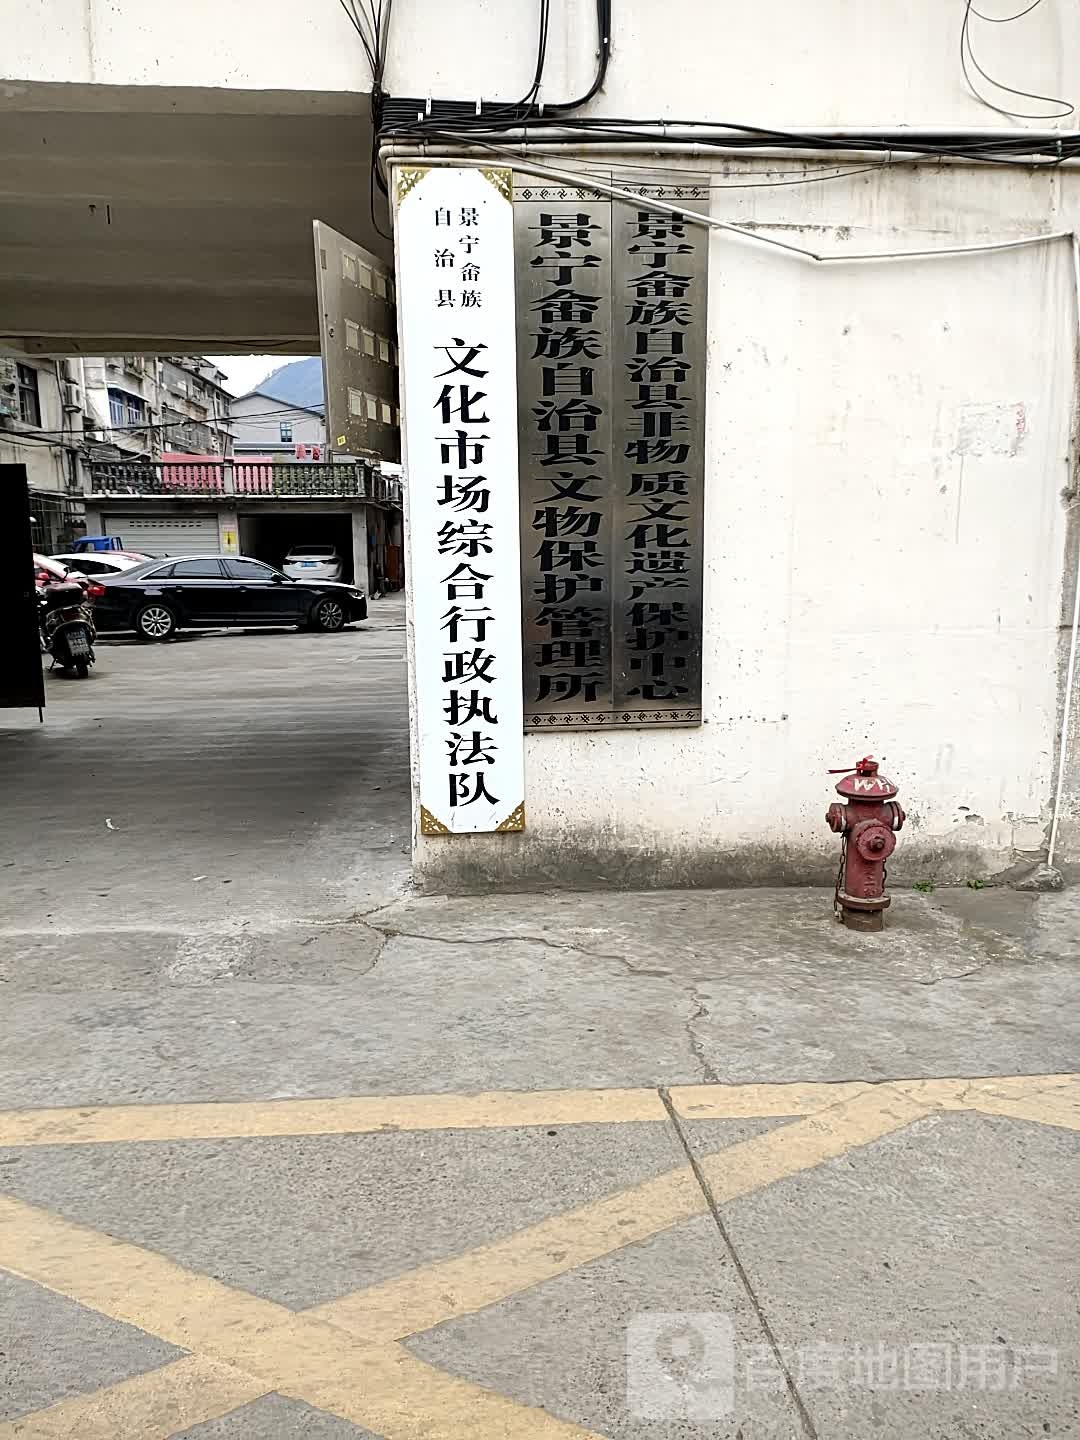 景宁畲族
自治县
文化市场综合行政执法队
景宁畲族自治县文物保护管理所
景宁畲族自治县非物质文化遗产保护中心
百度地图用户